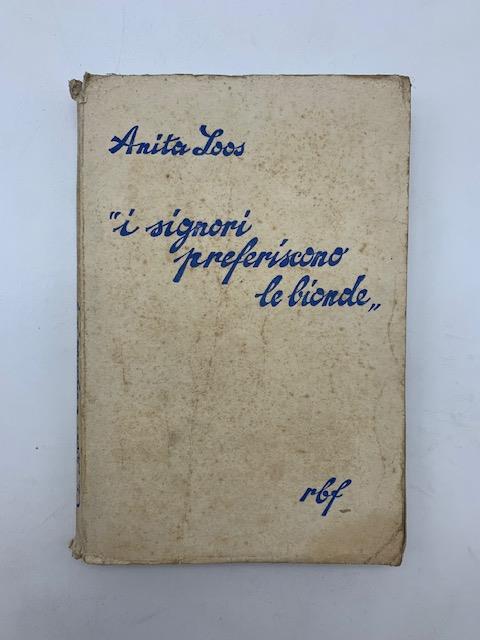 Anita Loos
"i signori
preferiscono
le bionde„
rbf